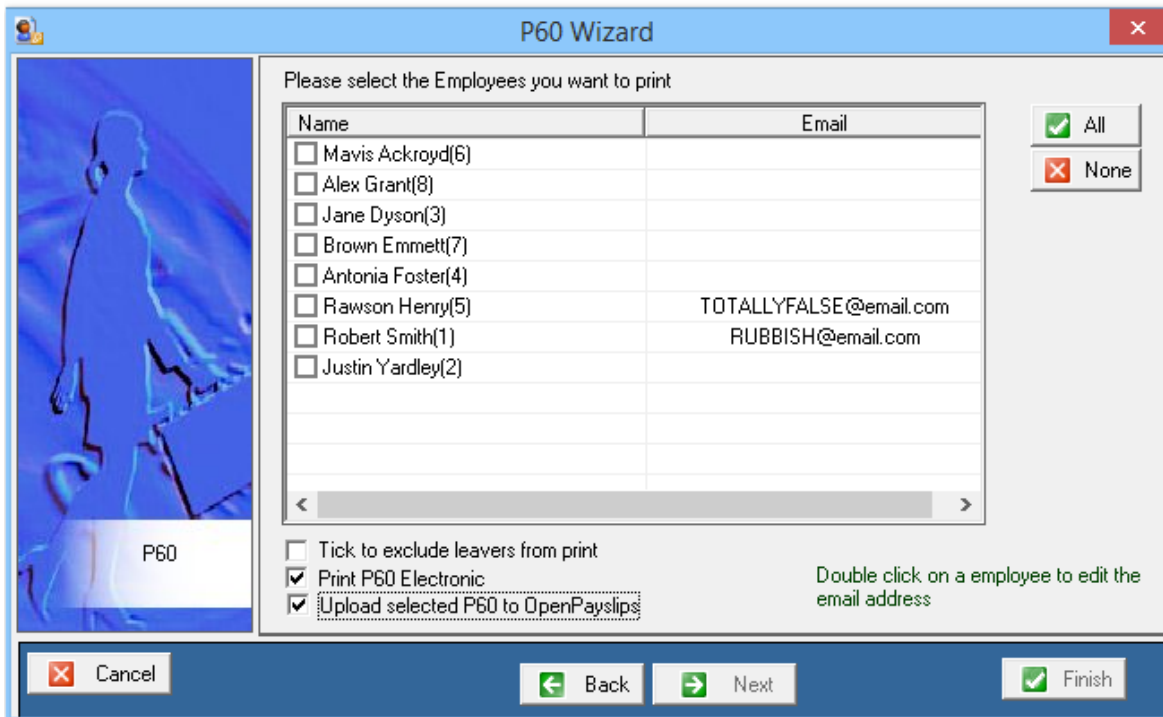 P60 Wizard
Please select the Employees you want to print
Name Email
Mavis Ackroyd(6)
Alex Grant(8)
Jane Dyson(3)
Brown Emmett(7)
Antonia Foster(4)
Rawson Henry(5) TOTALLYFALSE@email.com
Robert Smith(1) RUBBISH@email.com
Justin Yardley(2)
All
None
P60
Tick to exclude leavers from print
Print P60 Electronic
Upload selected P60 to OpenPayslips
Double click on a employee to edit the
email address
Cancel Back Next Finish